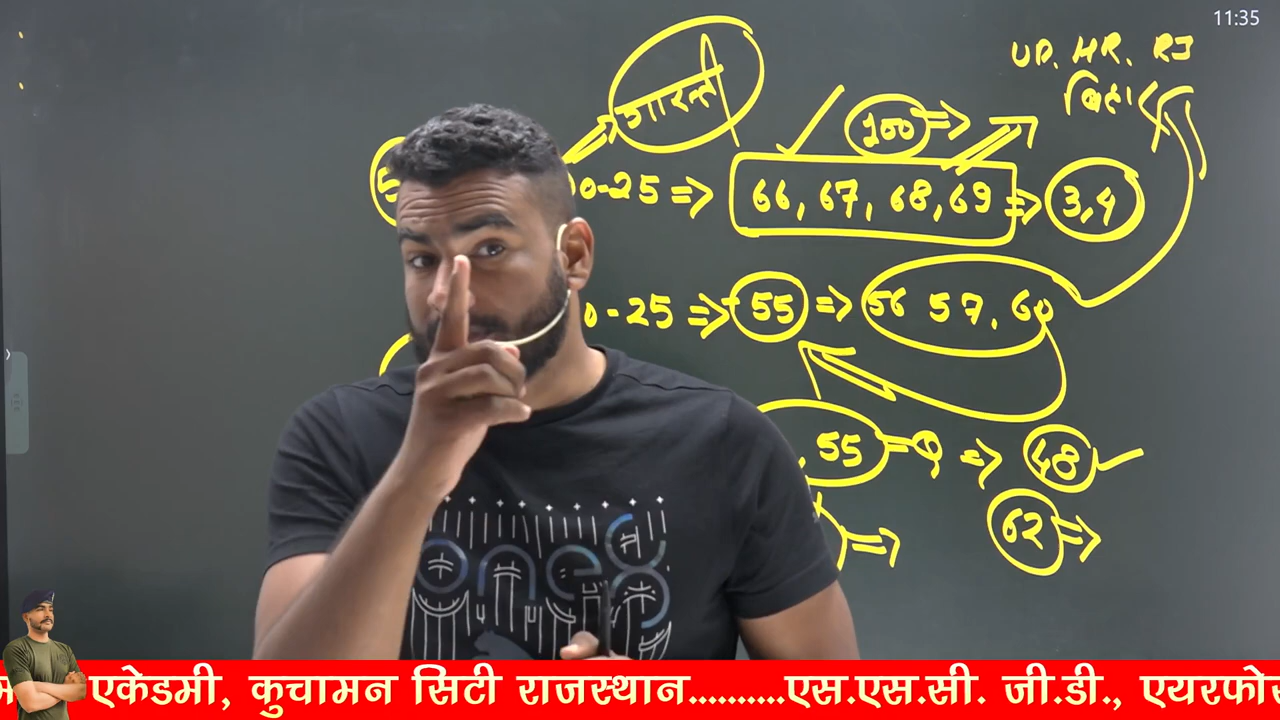 11:35
UP. HR. RJ
बिहार
गारन्टी
100 =>
0-25 => 66, 67, 68, 69 => 3,4
0-25 => 55 => 56 57, 60
, 55 => 48
=> 62 =>
एकेडमी, कुचामन सिटी राजस्थान..........एस.एस.सी. जी.डी., एयरफोर